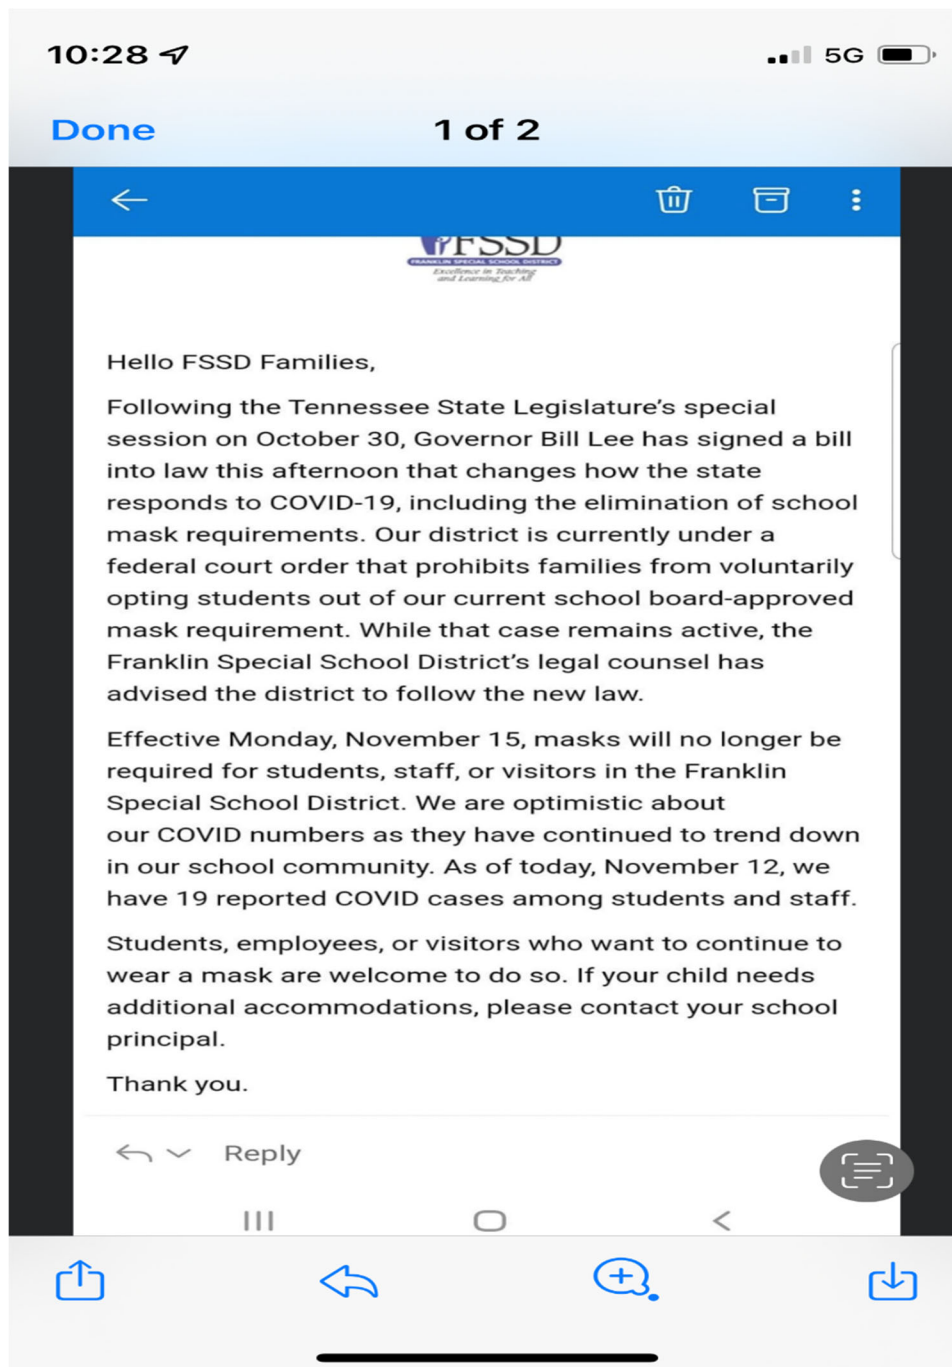 10:28
5G
Done
1 of 2
FSSD
FRANKLIN SPECIAL SCHOOL DISTRICT
Excellence in Teaching
and Learning for All
Hello FSSD Families,
Following the Tennessee State Legislature’s special
session on October 30, Governor Bill Lee has signed a bill
into law this afternoon that changes how the state
responds to COVID-19, including the elimination of school
mask requirements. Our district is currently under a
federal court order that prohibits families from voluntarily
opting students out of our current school board-approved
mask requirement. While that case remains active, the
Franklin Special School District’s legal counsel has
advised the district to follow the new law.
Effective Monday, November 15, masks will no longer be
required for students, staff, or visitors in the Franklin
Special School District. We are optimistic about
our COVID numbers as they have continued to trend down
in our school community. As of today, November 12, we
have 19 reported COVID cases among students and staff.
Students, employees, or visitors who want to continue to
wear a mask are welcome to do so. If your child needs
additional accommodations, please contact your school
principal.
Thank you.
Reply